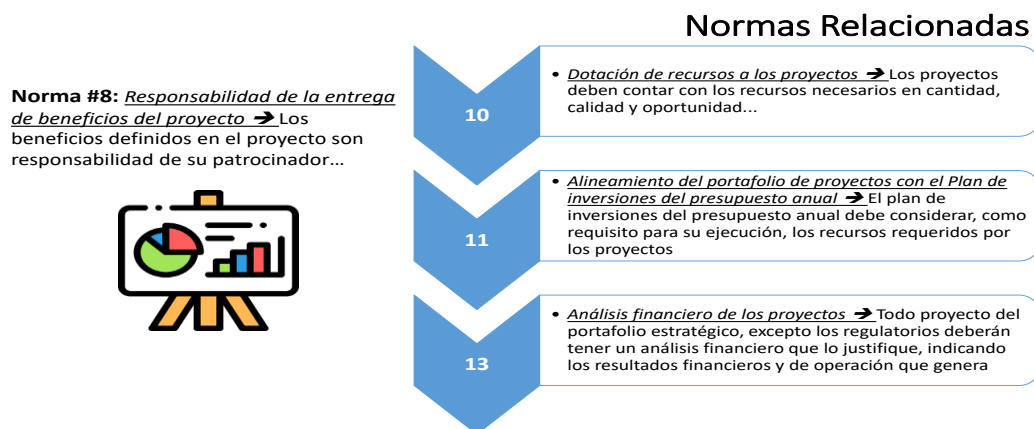 Normas Relacionadas
Norma #8: Responsabilidad de la entrega
de beneficios del proyecto ➔ Los
beneficios definidos en el proyecto son
responsabilidad de su patrocinador...
10
• Dotación de recursos a los proyectos ➔ Los proyectos
deben contar con los recursos necesarios en cantidad,
calidad y oportunidad...
11
• Alineamiento del portafolio de proyectos con el Plan de
inversiones del presupuesto anual ➔ El plan de
inversiones del presupuesto anual debe considerar, como
requisito para su ejecución, los recursos requeridos por
los proyectos
13
• Análisis financiero de los proyectos ➔ Todo proyecto del
portafolio estratégico, excepto los regulatorios deberán
tener un análisis financiero que lo justifique, indicando
los resultados financieros y de operación que genera